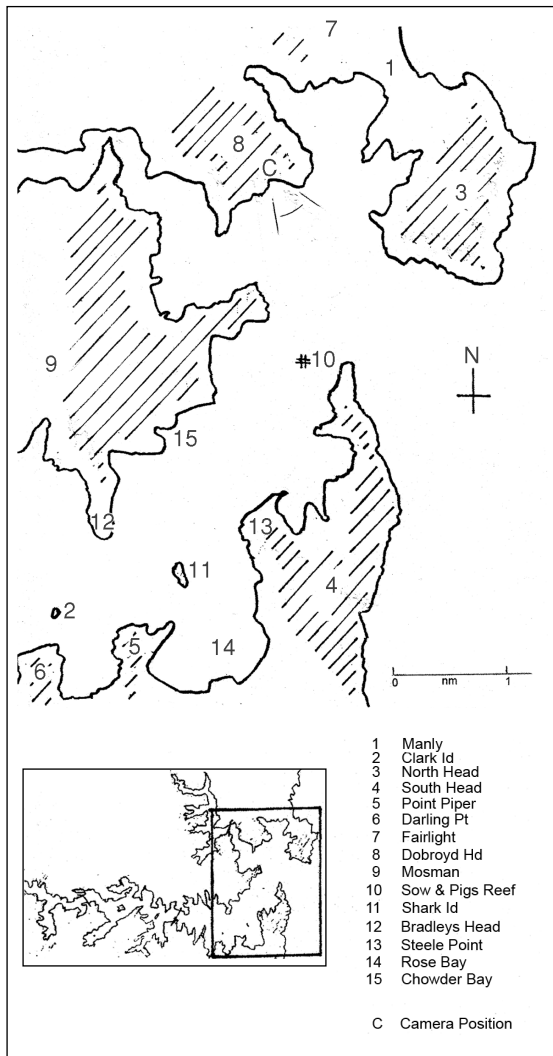 7
1
8
C
3
9
10
N
15
12
13
11
4
2
5
14
6
0 nm 1
1 Manly
2 Clark Id
3 North Head
4 South Head
5 Point Piper
6 Darling Pt
7 Fairlight
8 Dobroyd Hd
9 Mosman
10 Sow & Pigs Reef
11 Shark Id
12 Bradleys Head
13 Steele Point
14 Rose Bay
15 Chowder Bay
C Camera Position